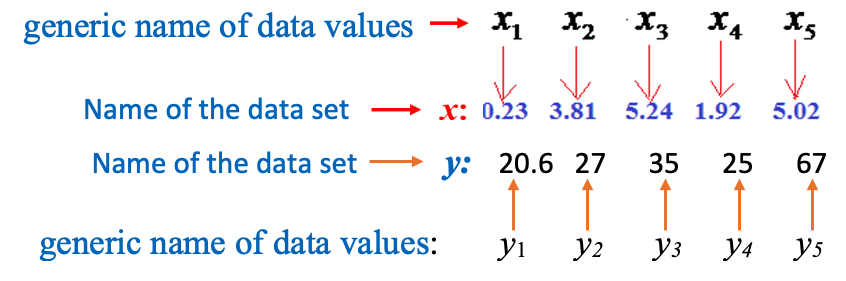 generic name of data values → x₁ x₂ x₃ x₄ x₅
Name of the data set → x: 0.23 3.81 5.24 1.92 5.02
Name of the data set → y: 20.6 27 35 25 67
generic name of data values: y₁ y₂ y₃ y₄ y₅